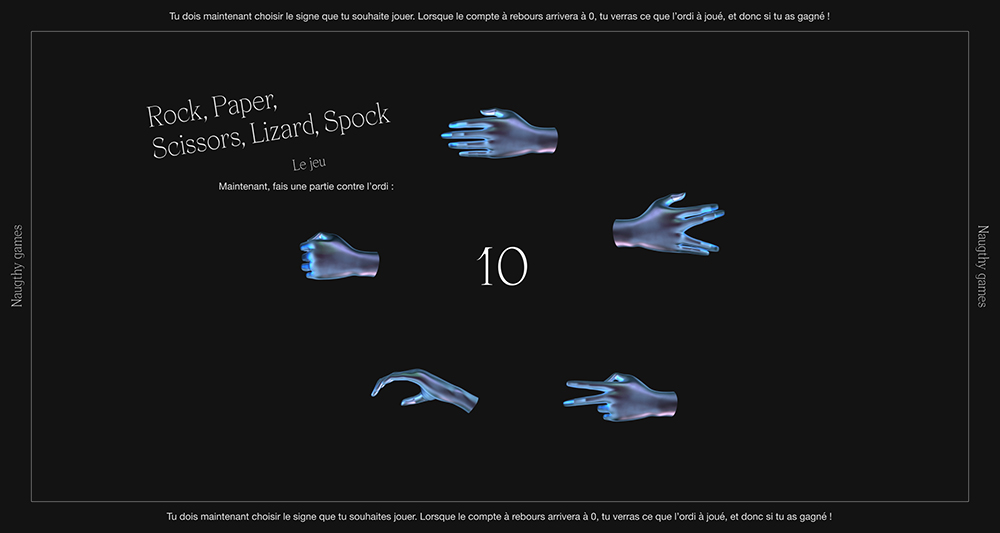 Tu dois maintenant choisir le signe que tu souhaite jouer. Lorsque le compte à rebours arrivera à 0, tu verras ce que l'ordi à joué, et donc si tu as gagné !
Rock, Paper,
Scissors, Lizard, Spock
Le jeu
Maintenant, fais une partie contre l'ordi :
Naugthy games
10
Naugthy games
Tu dois maintenant choisir le signe que tu souhaites jouer. Lorsque le compte à rebours arrivera à 0, tu verras ce que l'ordi à joué, et donc si tu as gagné !